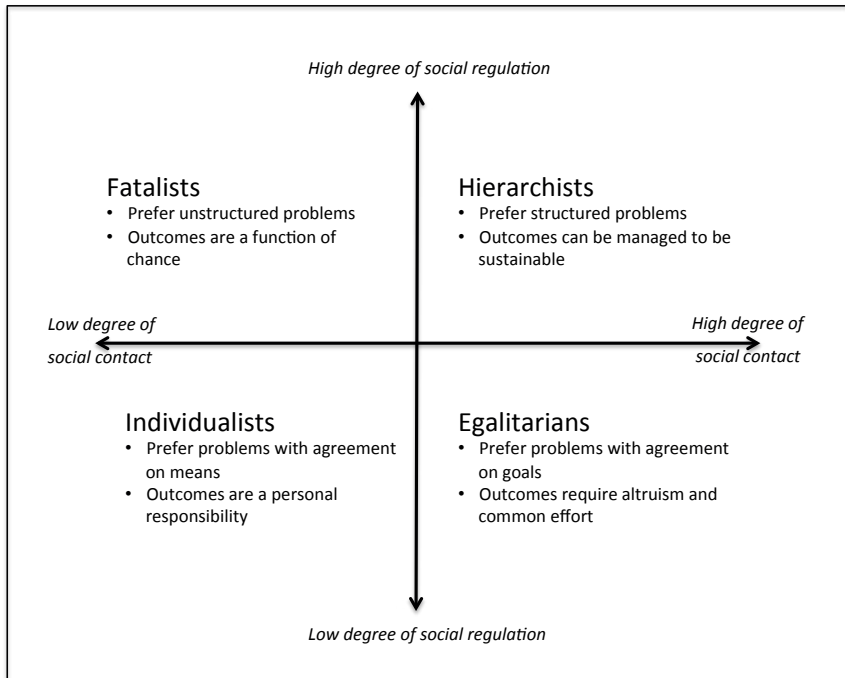 High degree of social regulation
Fatalists
• Prefer unstructured problems
• Outcomes are a function of
chance
Hierarchists
• Prefer structured problems
• Outcomes can be managed to be
sustainable
Low degree of
social contact
High degree of
social contact
Individualists
• Prefer problems with agreement
on means
• Outcomes are a personal
responsibility
Egalitarians
• Prefer problems with agreement
on goals
• Outcomes require altruism and
common effort
Low degree of social regulation